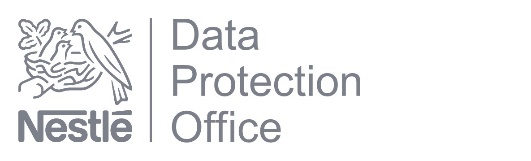 Nestlé
Data
Protection
Office